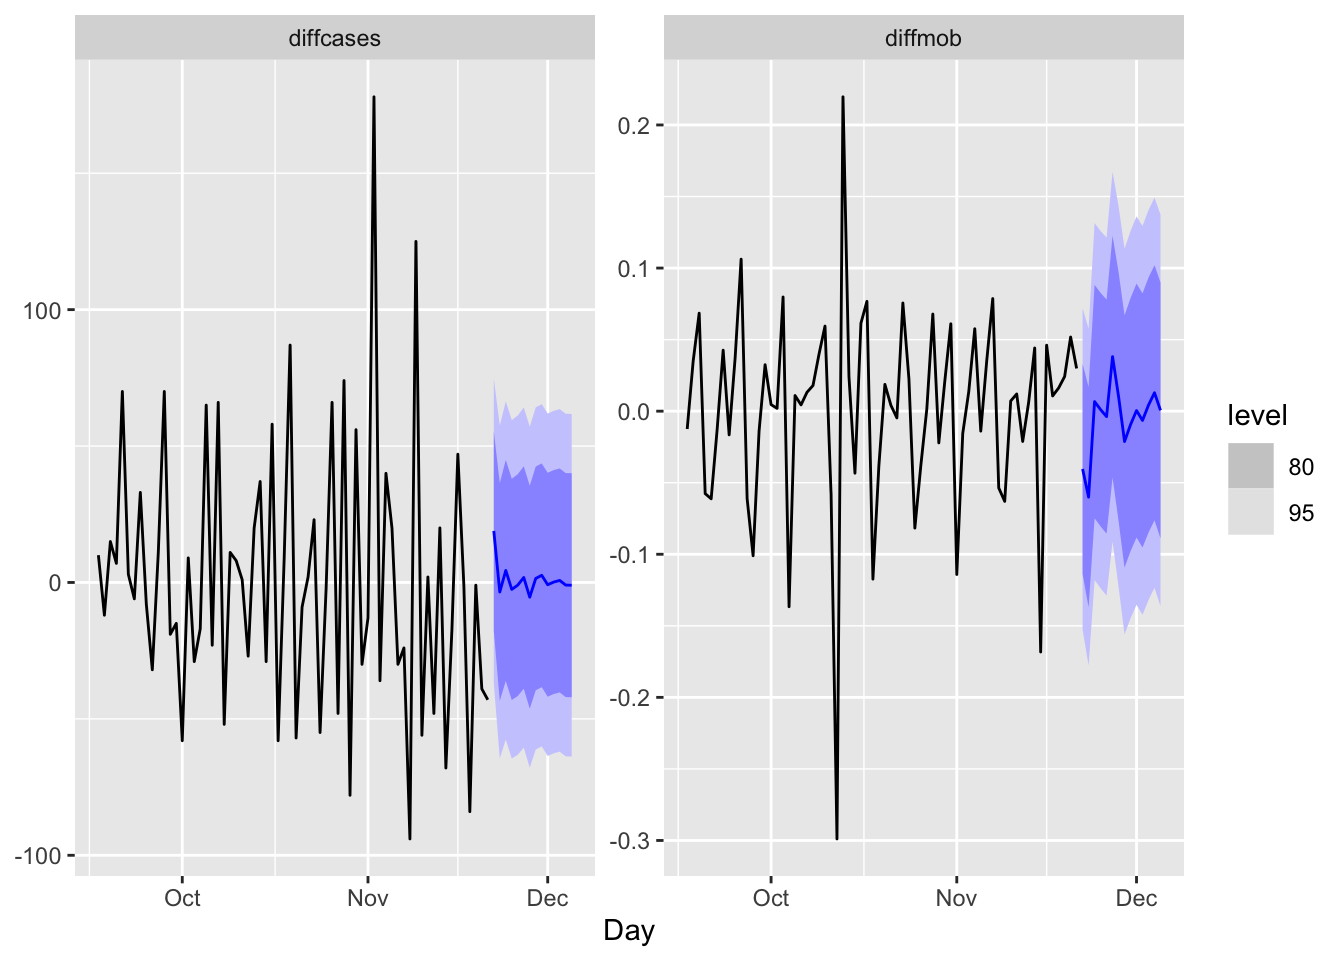 diffcases
diffmob
100
0
-100
0.2
0.1
0.0
-0.1
-0.2
-0.3
Oct
Nov
Dec
Oct
Nov
Dec
Day
level
80
95